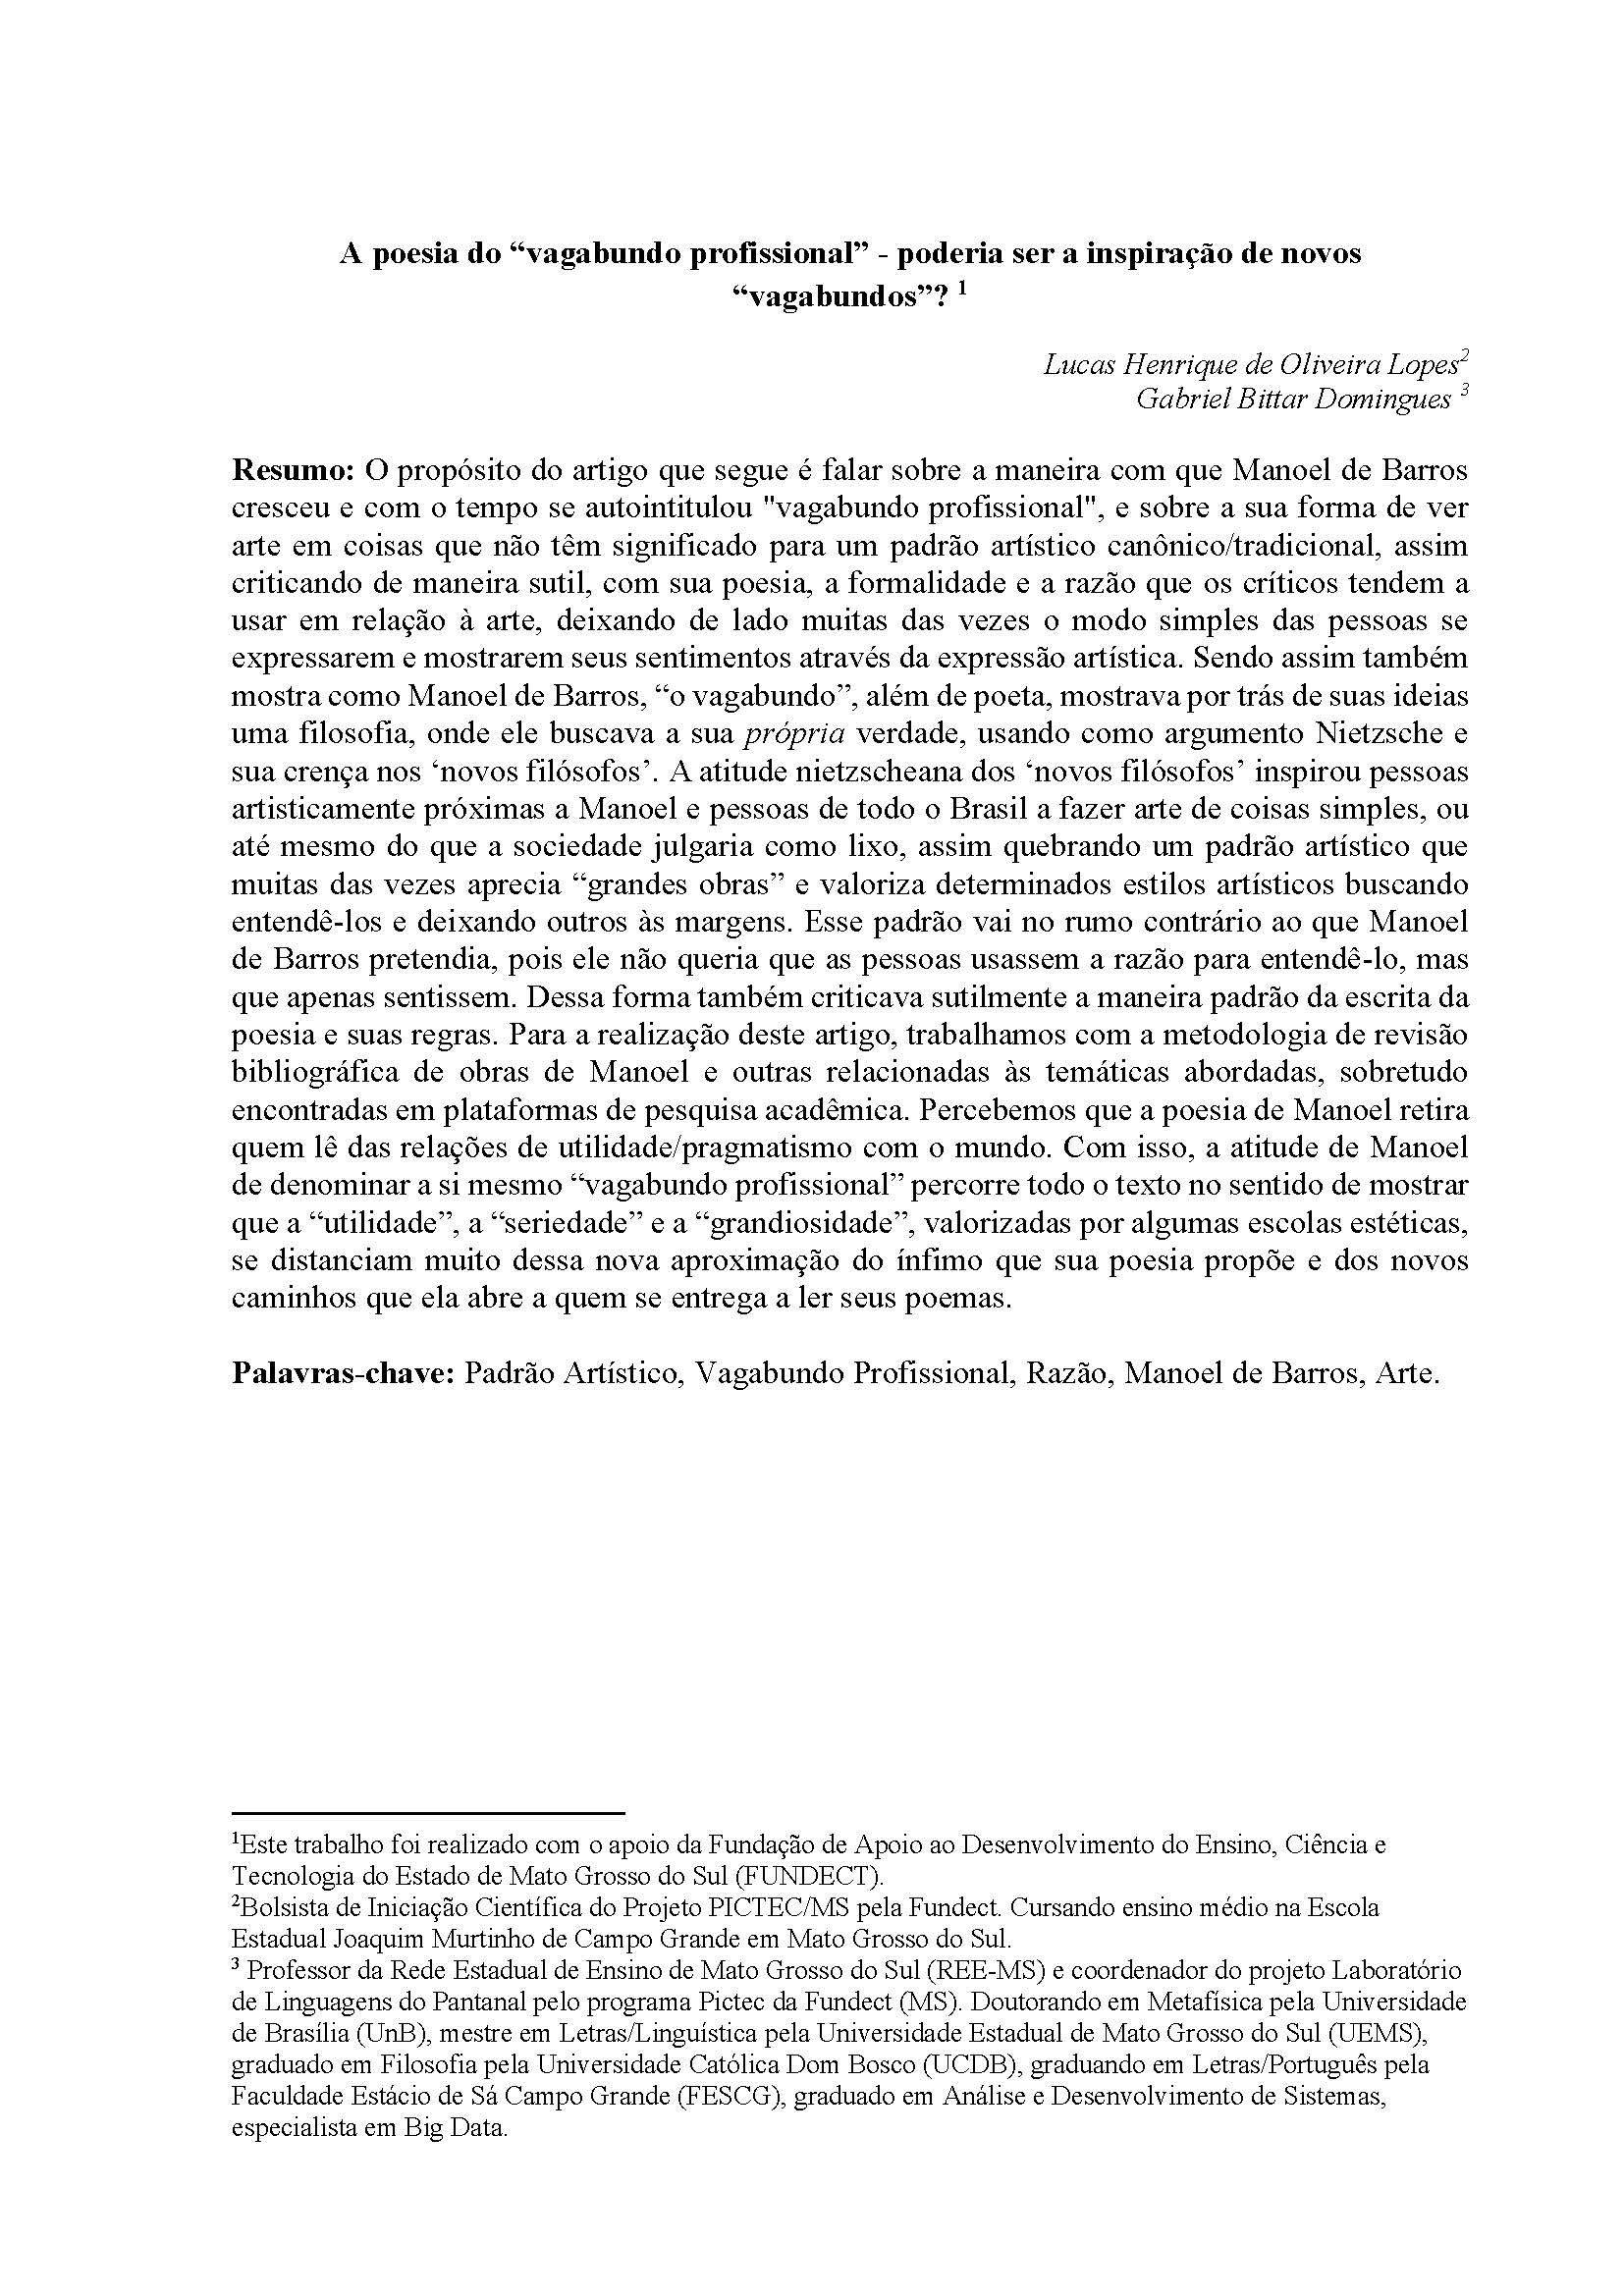 A poesia do “vagabundo profissional” - poderia ser a inspiração de novos
“vagabundos”? 1
Lucas Henrique de Oliveira Lopes2
Gabriel Bittar Domingues 3
Resumo: O propósito do artigo que segue é falar sobre a maneira com que Manoel de Barros
cresceu e com o tempo se autointitulou "vagabundo profissional", e sobre a sua forma de ver
arte em coisas que não têm significado para um padrão artístico canônico/tradicional, assim
criticando de maneira sutil, com sua poesia, a formalidade e a razão que os críticos tendem a
usar em relação à arte, deixando de lado muitas das vezes o modo simples das pessoas se
expressarem e mostrarem seus sentimentos através da expressão artística. Sendo assim também
mostra como Manoel de Barros, “o vagabundo”, além de poeta, mostrava por trás de suas ideias
uma filosofia, onde ele buscava a sua própria verdade, usando como argumento Nietzsche e
sua crença nos ‘novos filósofos’. A atitude nietzscheana dos ‘novos filósofos’ inspirou pessoas
artisticamente próximas a Manoel e pessoas de todo o Brasil a fazer arte de coisas simples, ou
até mesmo do que a sociedade julgaria como lixo, assim quebrando um padrão artístico que
muitas das vezes aprecia “grandes obras” e valoriza determinados estilos artísticos buscando
entendê-los e deixando outros às margens. Esse padrão vai no rumo contrário ao que Manoel
de Barros pretendia, pois ele não queria que as pessoas usassem a razão para entendê-lo, mas
que apenas sentissem. Dessa forma também criticava sutilmente a maneira padrão da escrita da
poesia e suas regras. Para a realização deste artigo, trabalhamos com a metodologia de revisão
bibliográfica de obras de Manoel e outras relacionadas às temáticas abordadas, sobretudo
encontradas em plataformas de pesquisa acadêmica. Percebemos que a poesia de Manoel retira
quem lê das relações de utilidade/pragmatismo com o mundo. Com isso, a atitude de Manoel
de denominar a si mesmo “vagabundo profissional” percorre todo o texto no sentido de mostrar
que a “utilidade”, a “seriedade” e a “grandiosidade”, valorizadas por algumas escolas estéticas,
se distanciam muito dessa nova aproximação do ínfimo que sua poesia propõe e dos novos
caminhos que ela abre a quem se entrega a ler seus poemas.
Palavras-chave: Padrão Artístico, Vagabundo Profissional, Razão, Manoel de Barros, Arte.
1Este trabalho foi realizado com o apoio da Fundação de Apoio ao Desenvolvimento do Ensino, Ciência e
Tecnologia do Estado de Mato Grosso do Sul (FUNDECT).
2Bolsista de Iniciação Científica do Projeto PICTEC/MS pela Fundect. Cursando ensino médio na Escola
Estadual Joaquim Murtinho de Campo Grande em Mato Grosso do Sul.
3 Professor da Rede Estadual de Ensino de Mato Grosso do Sul (REE-MS) e coordenador do projeto Laboratório
de Linguagens do Pantanal pelo programa Pictec da Fundect (MS). Doutorando em Metafísica pela Universidade
de Brasília (UnB), mestre em Letras/Linguística pela Universidade Estadual de Mato Grosso do Sul (UEMS),
graduado em Filosofia pela Universidade Católica Dom Bosco (UCDB), graduando em Letras/Português pela
Faculdade Estácio de Sá Campo Grande (FESCG), graduado em Análise e Desenvolvimento de Sistemas,
especialista em Big Data.